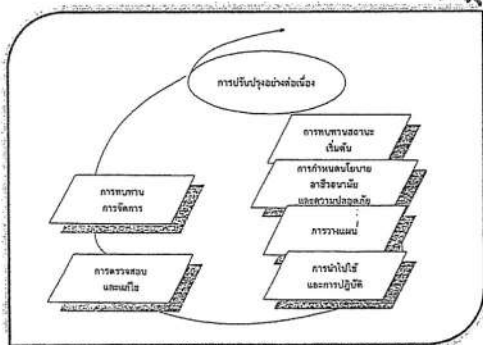 การปรับปรุงอย่างต่อเนื่อง
การทบทวนสถานะ
เริ่มต้น
การกำหนดนโยบาย
อาชีวอนามัย
และความปลอดภัย
การวางแผน
การนำไปใช้
และการปฏิบัติ
การตรวจสอบ
และแก้ไข
การทบทวน
การจัดการ